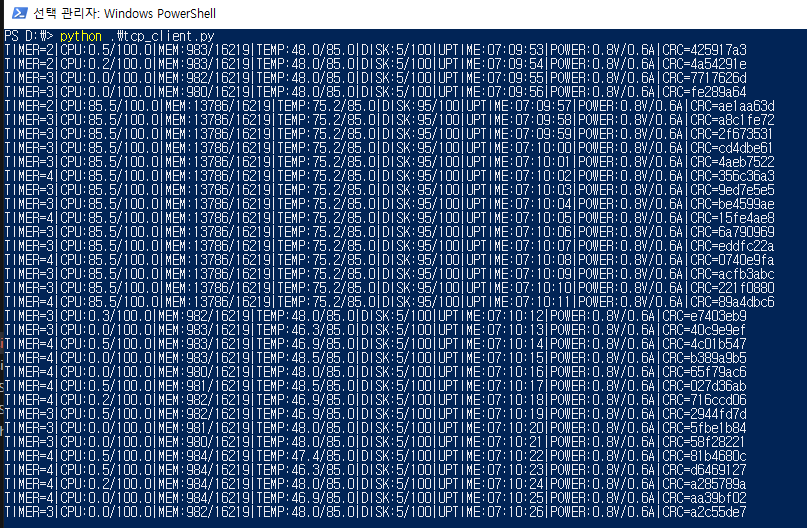 선택 관리자: Windows PowerShell
PS D:\> python .\tcp_client.py
TIMER=2|CPU:0.5/100.0|MEM:983/16219|TEMP:48.0/85.0|DISK:5/100|UPTIME:07:09:53|POWER:0.8V/0.6A|CRC=425917a3
TIMER=2|CPU:0.2/100.0|MEM:983/16219|TEMP:48.0/85.0|DISK:5/100|UPTIME:07:09:54|POWER:0.8V/0.6A|CRC=4a54291e
TIMER=3|CPU:0.0/100.0|MEM:983/16219|TEMP:48.0/85.0|DISK:5/100|UPTIME:07:09:55|POWER:0.8V/0.6A|CRC=7717626d
TIMER=3|CPU:0.0/100.0|MEM:980/16219|TEMP:48.0/85.0|DISK:5/100|UPTIME:07:09:56|POWER:0.8V/0.6A|CRC=fe289a64
TIMER=2|CPU:85.5/100.0|MEM:13786/16219|TEMP:75.2/85.0|DISK:95/100|UPTIME:07:09:57|POWER:0.8V/0.6A|CRC=ae1aa63d
TIMER=3|CPU:85.5/100.0|MEM:13786/16219|TEMP:75.2/85.0|DISK:95/100|UPTIME:07:09:58|POWER:0.8V/0.6A|CRC=a8c1fe72
TIMER=3|CPU:85.5/100.0|MEM:13786/16219|TEMP:75.2/85.0|DISK:95/100|UPTIME:07:09:59|POWER:0.8V/0.6A|CRC=2f673531
TIMER=3|CPU:85.5/100.0|MEM:13786/16219|TEMP:75.2/85.0|DISK:95/100|UPTIME:07:10:00|POWER:0.8V/0.6A|CRC=cd4dbe61
TIMER=3|CPU:85.5/100.0|MEM:13786/16219|TEMP:75.2/85.0|DISK:95/100|UPTIME:07:10:01|POWER:0.8V/0.6A|CRC=4aeb7522
TIMER=4|CPU:85.5/100.0|MEM:13786/16219|TEMP:75.2/85.0|DISK:95/100|UPTIME:07:10:02|POWER:0.8V/0.6A|CRC=356c36a3
TIMER=4|CPU:85.5/100.0|MEM:13786/16219|TEMP:75.2/85.0|DISK:95/100|UPTIME:07:10:03|POWER:0.8V/0.6A|CRC=9ed7e5e5
TIMER=3|CPU:85.5/100.0|MEM:13786/16219|TEMP:75.2/85.0|DISK:95/100|UPTIME:07:10:04|POWER:0.8V/0.6A|CRC=be4599ae
TIMER=4|CPU:85.5/100.0|MEM:13786/16219|TEMP:75.2/85.0|DISK:95/100|UPTIME:07:10:05|POWER:0.8V/0.6A|CRC=15fe4ae8
TIMER=4|CPU:85.5/100.0|MEM:13786/16219|TEMP:75.2/85.0|DISK:95/100|UPTIME:07:10:06|POWER:0.8V/0.6A|CRC=6a790969
TIMER=4|CPU:85.5/100.0|MEM:13786/16219|TEMP:75.2/85.0|DISK:95/100|UPTIME:07:10:07|POWER:0.8V/0.6A|CRC=eddfc22a
TIMER=4|CPU:85.5/100.0|MEM:13786/16219|TEMP:75.2/85.0|DISK:95/100|UPTIME:07:10:08|POWER:0.8V/0.6A|CRC=0740e9fa
TIMER=3|CPU:85.5/100.0|MEM:13786/16219|TEMP:75.2/85.0|DISK:95/100|UPTIME:07:10:09|POWER:0.8V/0.6A|CRC=acfb3abc
TIMER=3|CPU:85.5/100.0|MEM:13786/16219|TEMP:75.2/85.0|DISK:95/100|UPTIME:07:10:10|POWER:0.8V/0.6A|CRC=221f0880
TIMER=4|CPU:85.5/100.0|MEM:13786/16219|TEMP:75.2/85.0|DISK:95/100|UPTIME:07:10:11|POWER:0.8V/0.6A|CRC=89a4dbc6
TIMER=3|CPU:0.3/100.0|MEM:982/16219|TEMP:48.0/85.0|DISK:5/100|UPTIME:07:10:12|POWER:0.8V/0.6A|CRC=e7403eb9
TIMER=3|CPU:0.0/100.0|MEM:983/16219|TEMP:46.3/85.0|DISK:5/100|UPTIME:07:10:13|POWER:0.8V/0.6A|CRC=40c9e9ef
TIMER=4|CPU:0.5/100.0|MEM:983/16219|TEMP:46.9/85.0|DISK:5/100|UPTIME:07:10:14|POWER:0.8V/0.6A|CRC=4c01b547
TIMER=4|CPU:0.0/100.0|MEM:983/16219|TEMP:48.0/85.0|DISK:5/100|UPTIME:07:10:15|POWER:0.8V/0.6A|CRC=b389a9b5
TIMER=2|CPU:0.0/100.0|MEM:980/16219|TEMP:48.0/85.0|DISK:5/100|UPTIME:07:10:16|POWER:0.8V/0.6A|CRC=65f79ac6
TIMER=4|CPU:0.5/100.0|MEM:981/16219|TEMP:48.0/85.0|DISK:5/100|UPTIME:07:10:17|POWER:0.8V/0.6A|CRC=027d36ab
TIMER=4|CPU:0.2/100.0|MEM:982/16219|TEMP:46.9/85.0|DISK:5/100|UPTIME:07:10:18|POWER:0.8V/0.6A|CRC=716ccd06
TIMER=3|CPU:0.5/100.0|MEM:982/16219|TEMP:46.9/85.0|DISK:5/100|UPTIME:07:10:19|POWER:0.8V/0.6A|CRC=2944fd7d
TIMER=3|CPU:0.0/100.0|MEM:981/16219|TEMP:48.0/85.0|DISK:5/100|UPTIME:07:10:20|POWER:0.8V/0.6A|CRC=5fbe1b84
TIMER=3|CPU:0.0/100.0|MEM:980/16219|TEMP:48.0/85.0|DISK:5/100|UPTIME:07:10:21|POWER:0.8V/0.6A|CRC=58f28221
TIMER=4|CPU:0.5/100.0|MEM:984/16219|TEMP:47.4/85.0|DISK:5/100|UPTIME:07:10:22|POWER:0.8V/0.6A|CRC=81b4680c
TIMER=4|CPU:0.5/100.0|MEM:984/16219|TEMP:46.3/85.0|DISK:5/100|UPTIME:07:10:23|POWER:0.8V/0.6A|CRC=d6469127
TIMER=4|CPU:0.2/100.0|MEM:984/16219|TEMP:48.0/85.0|DISK:5/100|UPTIME:07:10:24|POWER:0.8V/0.6A|CRC=a285789a
TIMER=4|CPU:0.0/100.0|MEM:984/16219|TEMP:46.9/85.0|DISK:5/100|UPTIME:07:10:25|POWER:0.8V/0.6A|CRC=aa39bf02
TIMER=3|CPU:0.0/100.0|MEM:982/16219|TEMP:48.0/85.0|DISK:5/100|UPTIME:07:10:26|POWER:0.8V/0.6A|CRC=a2c55de7